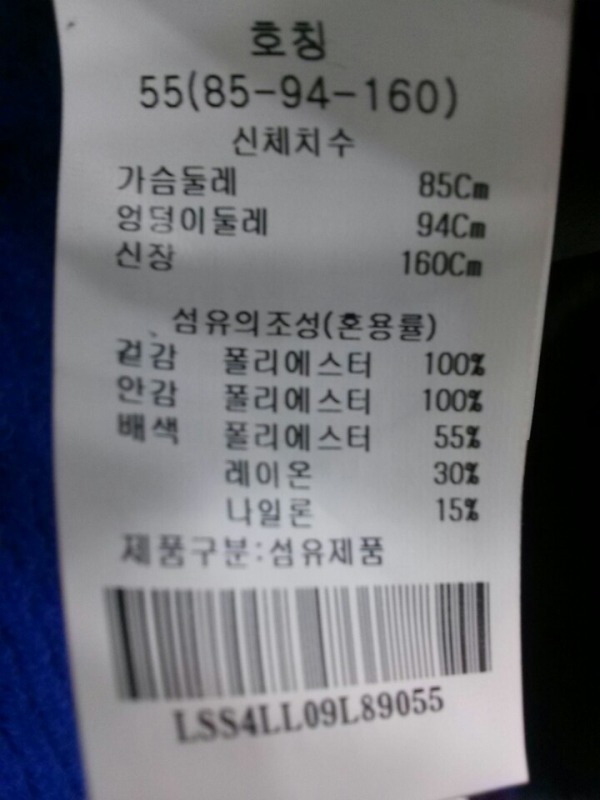 호칭
55(85-94-160)
신체치수
가슴둘레 85Cm
엉덩이둘레 94Cm
신장 160Cm
섬유의조성(혼용률)
겉감 폴리에스터 100%
안감 폴리에스터 100%
배색 폴리에스터 55%
레이온 30%
나일론 15%
제품구분:섬유제품
LSS4LL09L89055